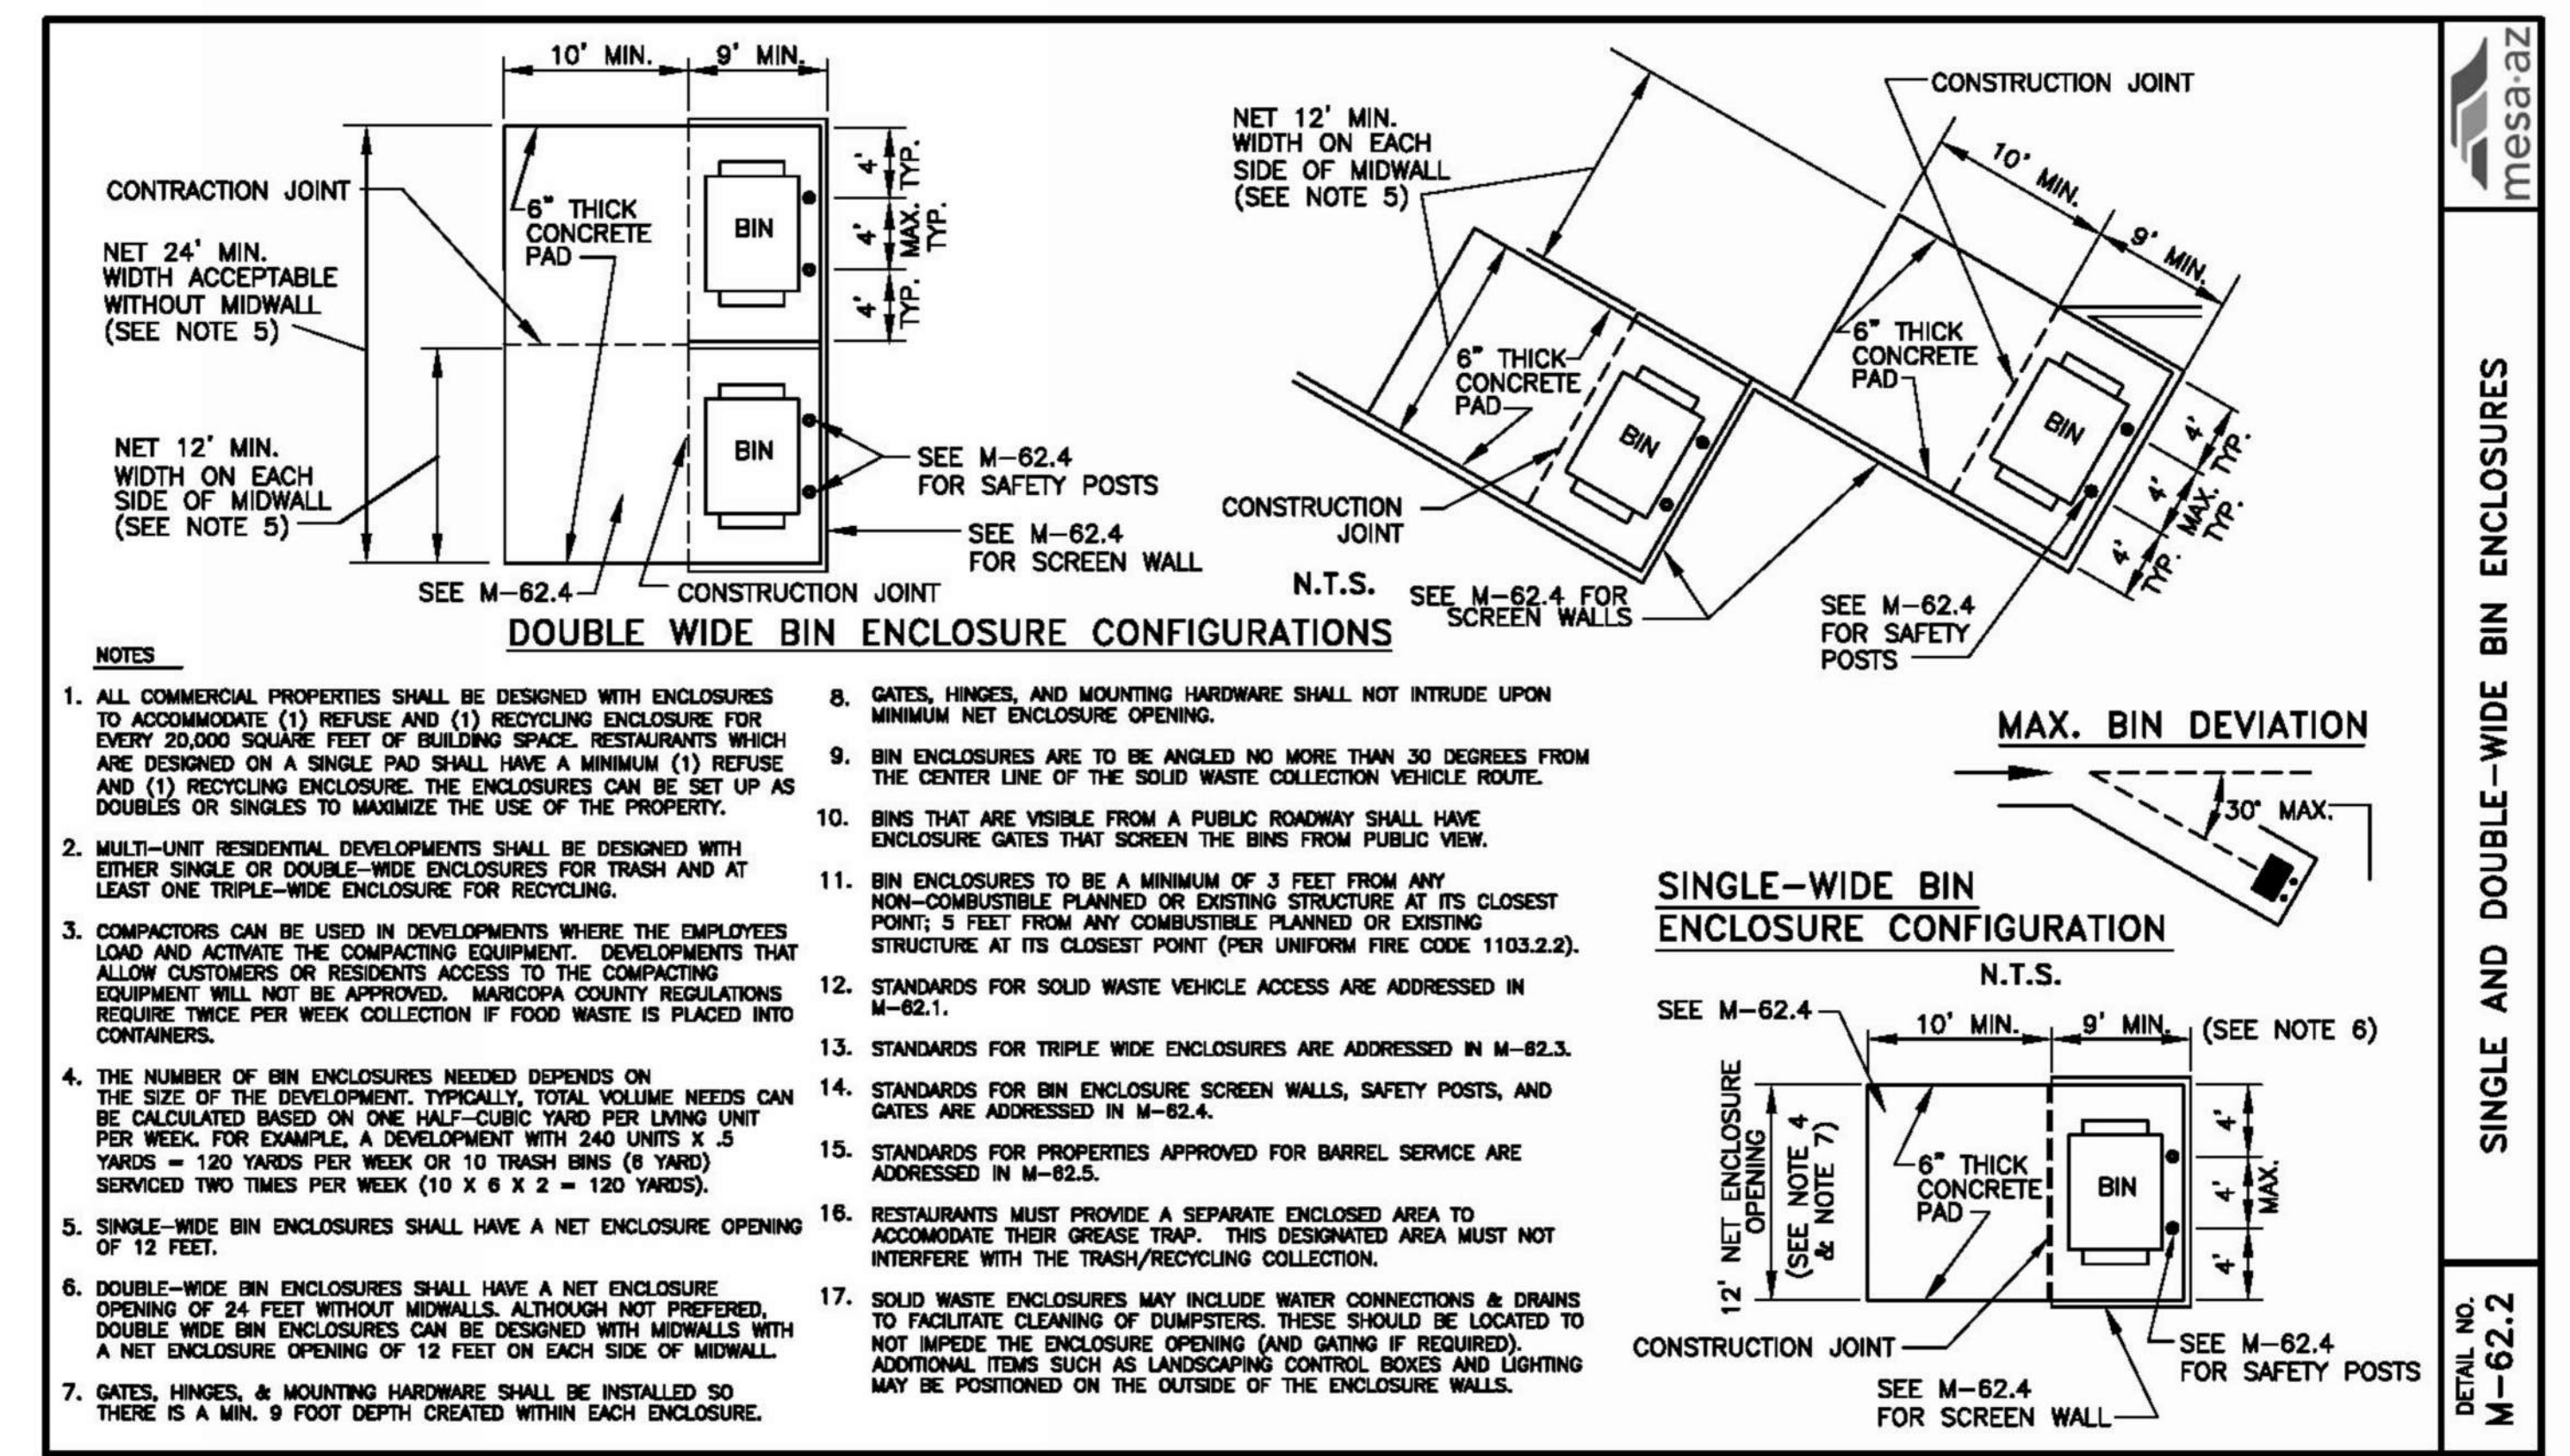 10' MIN.
9' MIN.
CONTRACTION JOINT
6" THICK
CONCRETE
PAD
NET 24' MIN.
WIDTH ACCEPTABLE
WITHOUT MIDWALL
(SEE NOTE 5)
NET 12' MIN.
WIDTH ON EACH
SIDE OF MIDWALL
(SEE NOTE 5)
BIN
BIN
4'
TYP.
4'
MAX.
TYP.
4'
TYP.
SEE M-62.4
FOR SAFETY POSTS
SEE M-62.4
FOR SCREEN WALL
SEE M-62.4
CONSTRUCTION JOINT
NET 12' MIN.
WIDTH ON EACH
SIDE OF MIDWALL
(SEE NOTE 5)
CONSTRUCTION JOINT
10' MIN.
9' MIN.
6" THICK
CONCRETE
PAD
6" THICK
CONCRETE
PAD
BIN
BIN
4'
TYP.
4'
MAX.
TYP.
4'
TYP.
CONSTRUCTION
JOINT
N.T.S.
SEE M-62.4 FOR
SCREEN WALLS
SEE M-62.4
FOR SAFETY
POSTS
DOUBLE WIDE BIN ENCLOSURE CONFIGURATIONS
NOTES
1. ALL COMMERCIAL PROPERTIES SHALL BE DESIGNED WITH ENCLOSURES
TO ACCOMMODATE (1) REFUSE AND (1) RECYCLING ENCLOSURE FOR
EVERY 20,000 SQUARE FEET OF BUILDING SPACE. RESTAURANTS WHICH
ARE DESIGNED ON A SINGLE PAD SHALL HAVE A MINIMUM (1) REFUSE
AND (1) RECYCLING ENCLOSURE. THE ENCLOSURES CAN BE SET UP AS
DOUBLES OR SINGLES TO MAXIMIZE THE USE OF THE PROPERTY.
2. MULTI-UNIT RESIDENTIAL DEVELOPMENTS SHALL BE DESIGNED WITH
EITHER SINGLE OR DOUBLE-WIDE ENCLOSURES FOR TRASH AND AT
LEAST ONE TRIPLE-WIDE ENCLOSURE FOR RECYCLING.
3. COMPACTORS CAN BE USED IN DEVELOPMENTS WHERE THE EMPLOYEES
LOAD AND ACTIVATE THE COMPACTING EQUIPMENT. DEVELOPMENTS THAT
ALLOW CUSTOMERS OR RESIDENTS ACCESS TO THE COMPACTING
EQUIPMENT WILL NOT BE APPROVED. MARICOPA COUNTY REGULATIONS
REQUIRE TWICE PER WEEK COLLECTION IF FOOD WASTE IS PLACED INTO
CONTAINERS.
4. THE NUMBER OF BIN ENCLOSURES NEEDED DEPENDS ON
THE SIZE OF THE DEVELOPMENT. TYPICALLY, TOTAL VOLUME NEEDS CAN
BE CALCULATED BASED ON ONE HALF-CUBIC YARD PER LIVING UNIT
PER WEEK. FOR EXAMPLE, A DEVELOPMENT WITH 240 UNITS X .5
YARDS = 120 YARDS PER WEEK OR 10 TRASH BINS (6 YARD)
SERVICED TWO TIMES PER WEEK (10 X 6 X 2 = 120 YARDS).
5. SINGLE-WIDE BIN ENCLOSURES SHALL HAVE A NET ENCLOSURE OPENING
OF 12 FEET.
6. DOUBLE-WIDE BIN ENCLOSURES SHALL HAVE A NET ENCLOSURE
OPENING OF 24 FEET WITHOUT MIDWALLS. ALTHOUGH NOT PREFERED,
DOUBLE WIDE BIN ENCLOSURES CAN BE DESIGNED WITH MIDWALLS WITH
A NET ENCLOSURE OPENING OF 12 FEET ON EACH SIDE OF MIDWALL.
7. GATES, HINGES, & MOUNTING HARDWARE SHALL BE INSTALLED SO
THERE IS A MIN. 9 FOOT DEPTH CREATED WITHIN EACH ENCLOSURE.
8. GATES, HINGES, AND MOUNTING HARDWARE SHALL NOT INTRUDE UPON
MINIMUM NET ENCLOSURE OPENING.
9. BIN ENCLOSURES ARE TO BE ANGLED NO MORE THAN 30 DEGREES FROM
THE CENTER LINE OF THE SOLID WASTE COLLECTION VEHICLE ROUTE.
10. BINS THAT ARE VISIBLE FROM A PUBLIC ROADWAY SHALL HAVE
ENCLOSURE GATES THAT SCREEN THE BINS FROM PUBLIC VIEW.
11. BIN ENCLOSURES TO BE A MINIMUM OF 3 FEET FROM ANY
NON-COMBUSTIBLE PLANNED OR EXISTING STRUCTURE AT ITS CLOSEST
POINT; 5 FEET FROM ANY COMBUSTIBLE PLANNED OR EXISTING
STRUCTURE AT ITS CLOSEST POINT (PER UNIFORM FIRE CODE 1103.2.2).
12. STANDARDS FOR SOLID WASTE VEHICLE ACCESS ARE ADDRESSED IN
M-62.1.
13. STANDARDS FOR TRIPLE WIDE ENCLOSURES ARE ADDRESSED IN M-62.3.
14. STANDARDS FOR BIN ENCLOSURE SCREEN WALLS, SAFETY POSTS, AND
GATES ARE ADDRESSED IN M-62.4.
15. STANDARDS FOR PROPERTIES APPROVED FOR BARREL SERVICE ARE
ADDRESSED IN M-62.5.
16. RESTAURANTS MUST PROVIDE A SEPARATE ENCLOSED AREA TO
ACCOMODATE THEIR GREASE TRAP. THIS DESIGNATED AREA MUST NOT
INTERFERE WITH THE TRASH/RECYCLING COLLECTION.
17. SOLID WASTE ENCLOSURES MAY INCLUDE WATER CONNECTIONS & DRAINS
TO FACILITATE CLEANING OF DUMPSTERS. THESE SHOULD BE LOCATED TO
NOT IMPEDE THE ENCLOSURE OPENING (AND GATING IF REQUIRED).
ADDITIONAL ITEMS SUCH AS LANDSCAPING CONTROL BOXES AND LIGHTING
MAY BE POSITIONED ON THE OUTSIDE OF THE ENCLOSURE WALLS.
MAX. BIN DEVIATION
30° MAX.
SINGLE-WIDE BIN
ENCLOSURE CONFIGURATION
N.T.S.
SEE M-62.4
10' MIN.
9' MIN.
(SEE NOTE 6)
12' NET ENCLOSURE
OPENING
(SEE NOTE 4
& NOTE 7)
6" THICK
CONCRETE
PAD
BIN
4'
4'
MAX.
4'
CONSTRUCTION JOINT
SEE M-62.4
FOR SAFETY POSTS
SEE M-62.4
FOR SCREEN WALL
mesa·az
SINGLE AND DOUBLE-WIDE BIN ENCLOSURES
DETAIL NO.
M-62.2